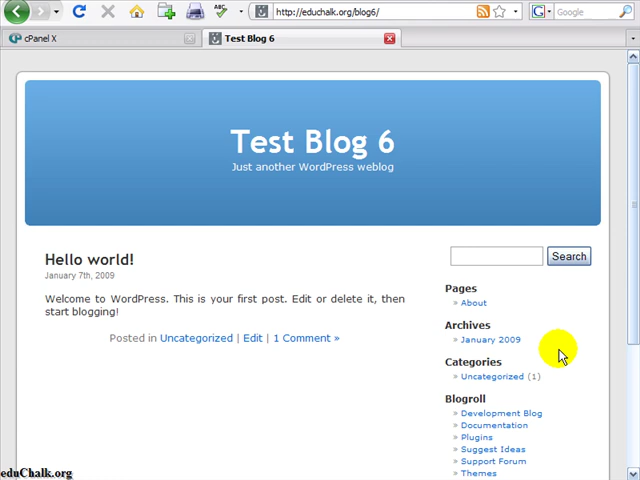 ABC
http://educhalk.org/blog6/
Google
cPanel X
Test Blog 6
Test Blog 6
Just another WordPress weblog
Hello world!
January 7th, 2009
Welcome to WordPress. This is your first post. Edit or delete it, then
start blogging!
Posted in Uncategorized | Edit | 1 Comment »
Search
Pages
» About
Archives
» January 2009
Categories
» Uncategorized (1)
Blogroll
» Development Blog
» Documentation
» Plugins
» Suggest Ideas
» Support Forum
» Themes
eduChalk.org